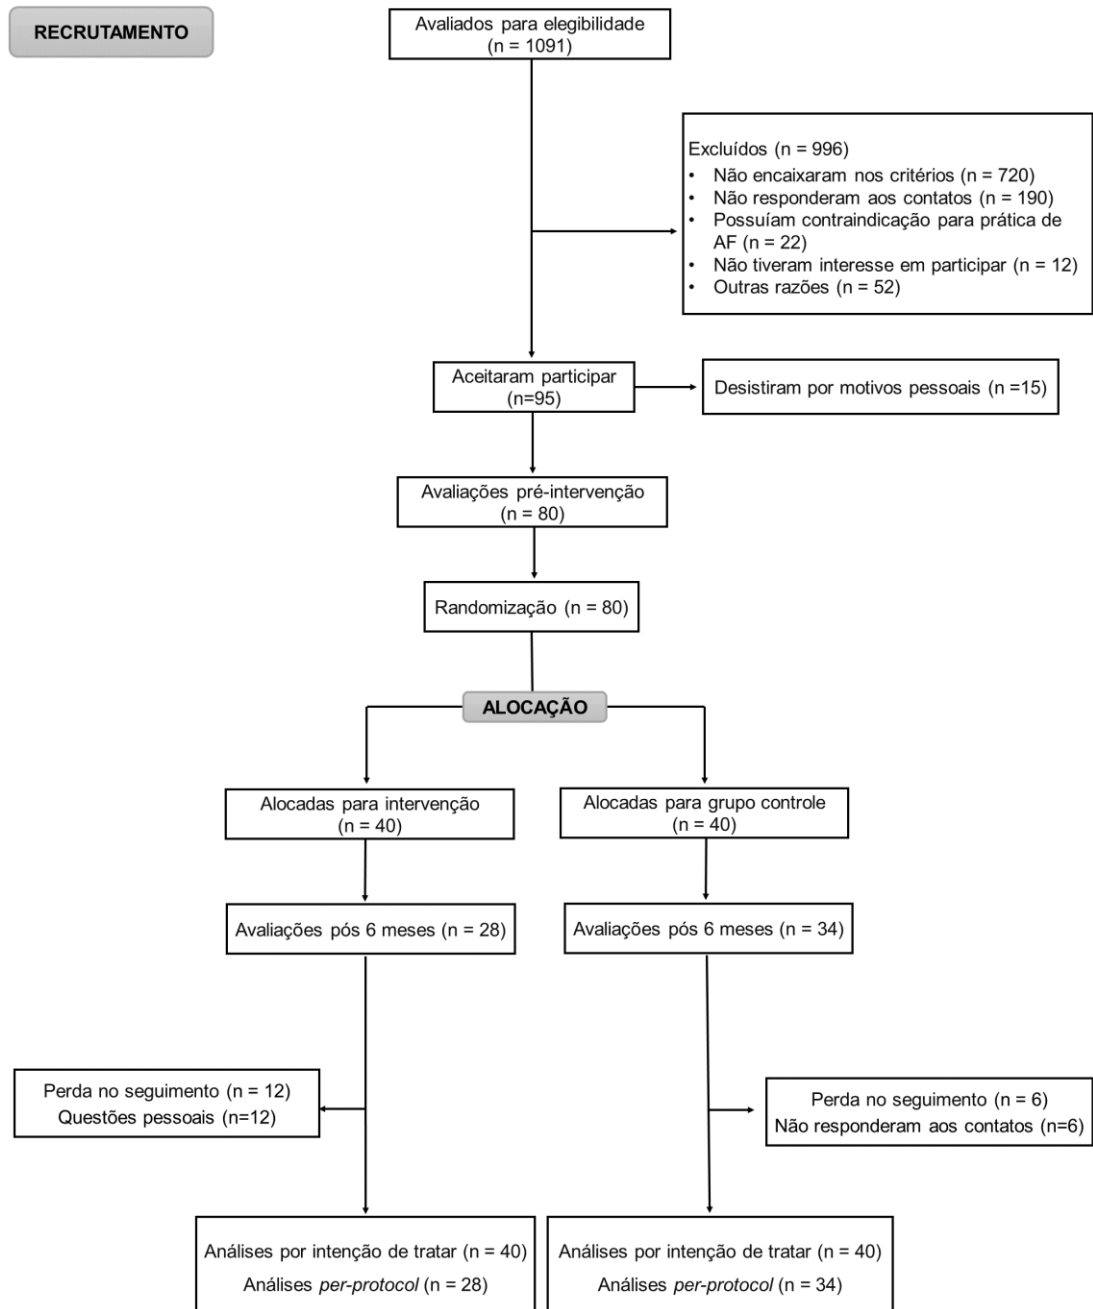 RECRUTAMENTO
Avaliados para elegibilidade
(n = 1091)
Excluídos (n = 996)
• Não encaixaram nos critérios (n = 720)
• Não responderam aos contatos (n = 190)
• Possuíam contraindicação para prática de
AF (n = 22)
• Não tiveram interesse em participar (n = 12)
• Outras razões (n = 52)
Aceitaram participar
(n=95)
Desistiram por motivos pessoais (n =15)
Avaliações pré-intervenção
(n = 80)
Randomização (n = 80)
ALOCAÇÃO
Alocadas para intervenção
(n = 40)
Alocadas para grupo controle
(n = 40)
Avaliações pós 6 meses (n = 28)
Avaliações pós 6 meses (n = 34)
Perda no seguimento (n = 12)
Questões pessoais (n=12)
Perda no seguimento (n = 6)
Não responderam aos contatos (n=6)
Análises por intenção de tratar (n = 40)
Análises per-protocol (n = 28)
Análises por intenção de tratar (n = 40)
Análises per-protocol (n = 34)